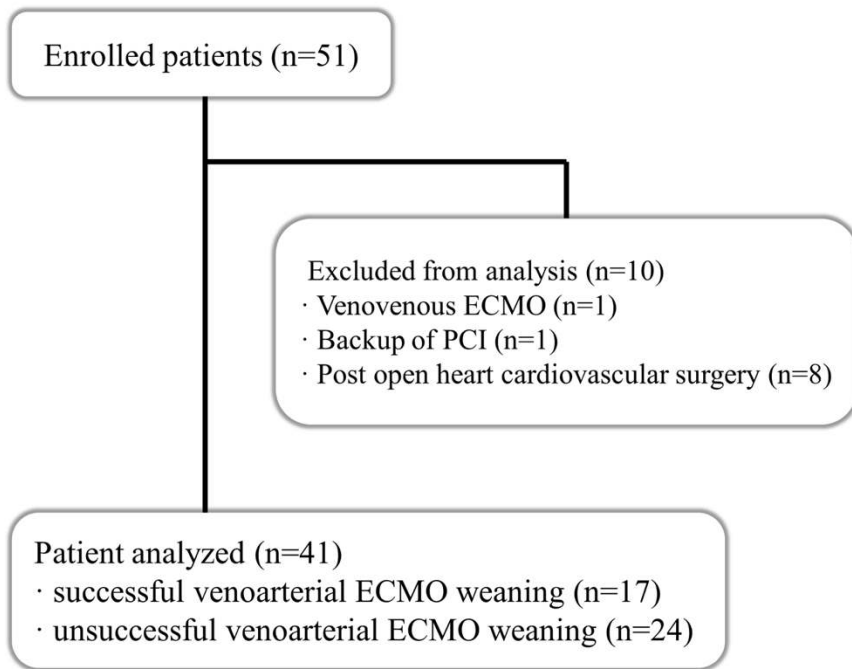 Enrolled patients (n=51)
Excluded from analysis (n=10)
· Venovenous ECMO (n=1)
· Backup of PCI (n=1)
· Post open heart cardiovascular surgery (n=8)
Patient analyzed (n=41)
· successful venoarterial ECMO weaning (n=17)
· unsuccessful venoarterial ECMO weaning (n=24)